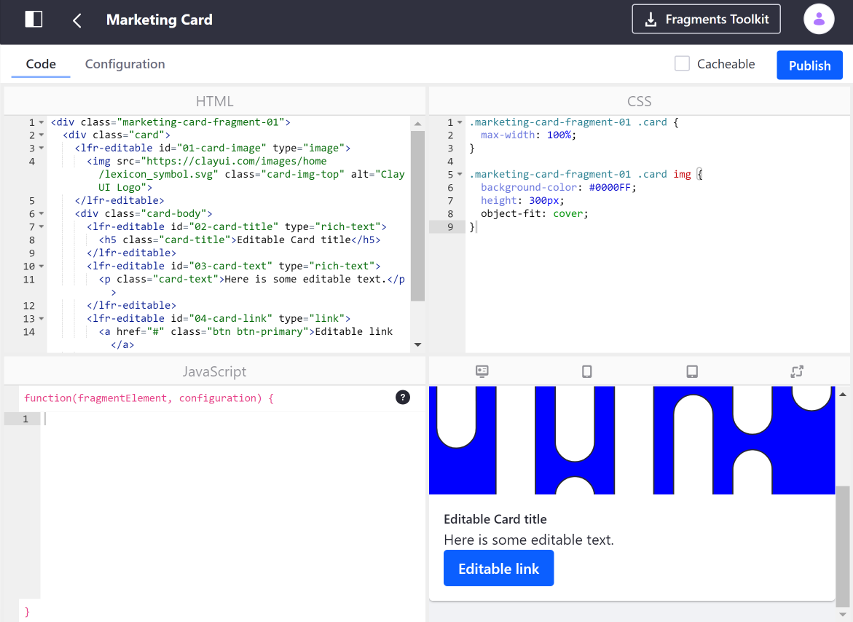 Marketing Card
Fragments Toolkit
Code
Configuration
Cacheable
Publish
HTML
1 <div class="marketing-card-fragment-01">
2 <div class="card">
3 <lfr-editable id="01-card-image" type="image">
4 <img src="https://clayui.com/images/home
/lexicon_symbol.svg" class="card-img-top" alt="Clay
UI Logo">
5 </lfr-editable>
6 <div class="card-body">
7 <lfr-editable id="02-card-title" type="rich-text">
8 <h5 class="card-title">Editable Card title</h5>
9 </lfr-editable>
10 <lfr-editable id="03-card-text" type="rich-text">
11 <p class="card-text">Here is some editable text.</p
>
12 </lfr-editable>
13 <lfr-editable id="04-card-link" type="link">
14 <a href="#" class="btn btn-primary">Editable link
</a>
CSS
1 .marketing-card-fragment-01 .card {
2 max-width: 100%;
3 }
4
5 .marketing-card-fragment-01 .card img {
6 background-color: #0000FF;
7 height: 300px;
8 object-fit: cover;
9 }
JavaScript
function(fragmentElement, configuration) {
?
1
}
Editable Card title
Here is some editable text.
Editable link